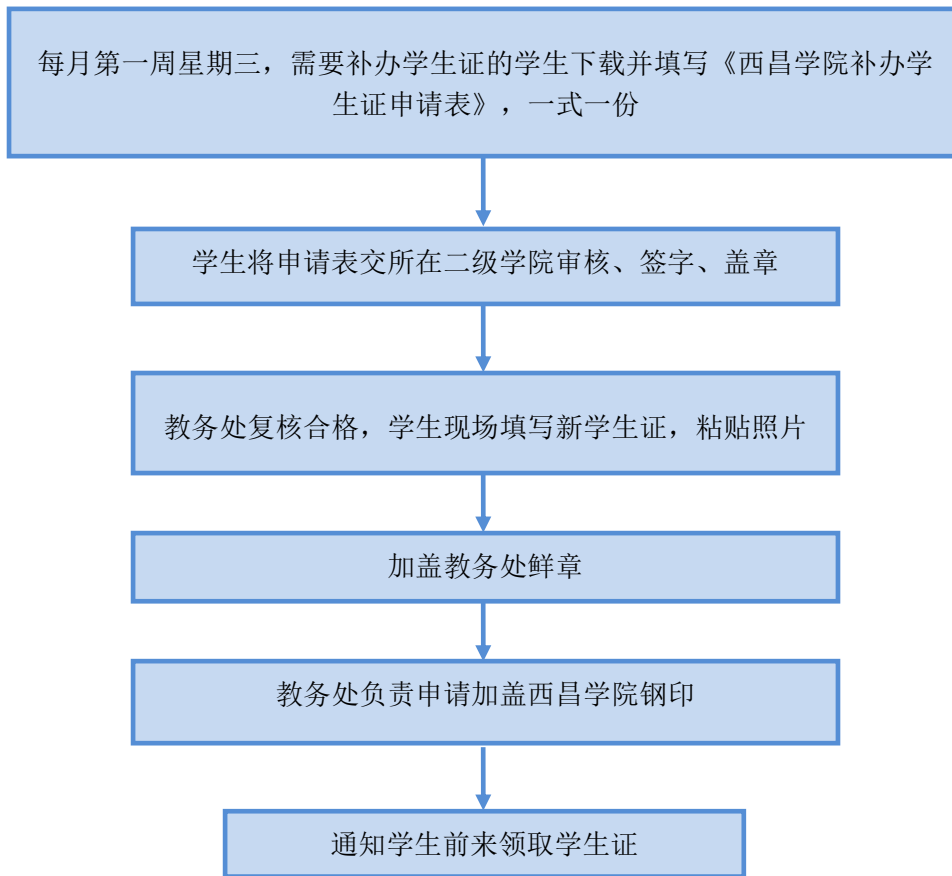 每月第一周星期三，需要补办学生证的学生下载并填写《西昌学院补办学
生证申请表》，一式一份
学生将申请表交所在二级学院审核、签字、盖章
教务处复核合格，学生现场填写新学生证，粘贴照片
加盖教务处鲜章
教务处负责申请加盖西昌学院钢印
通知学生前来领取学生证